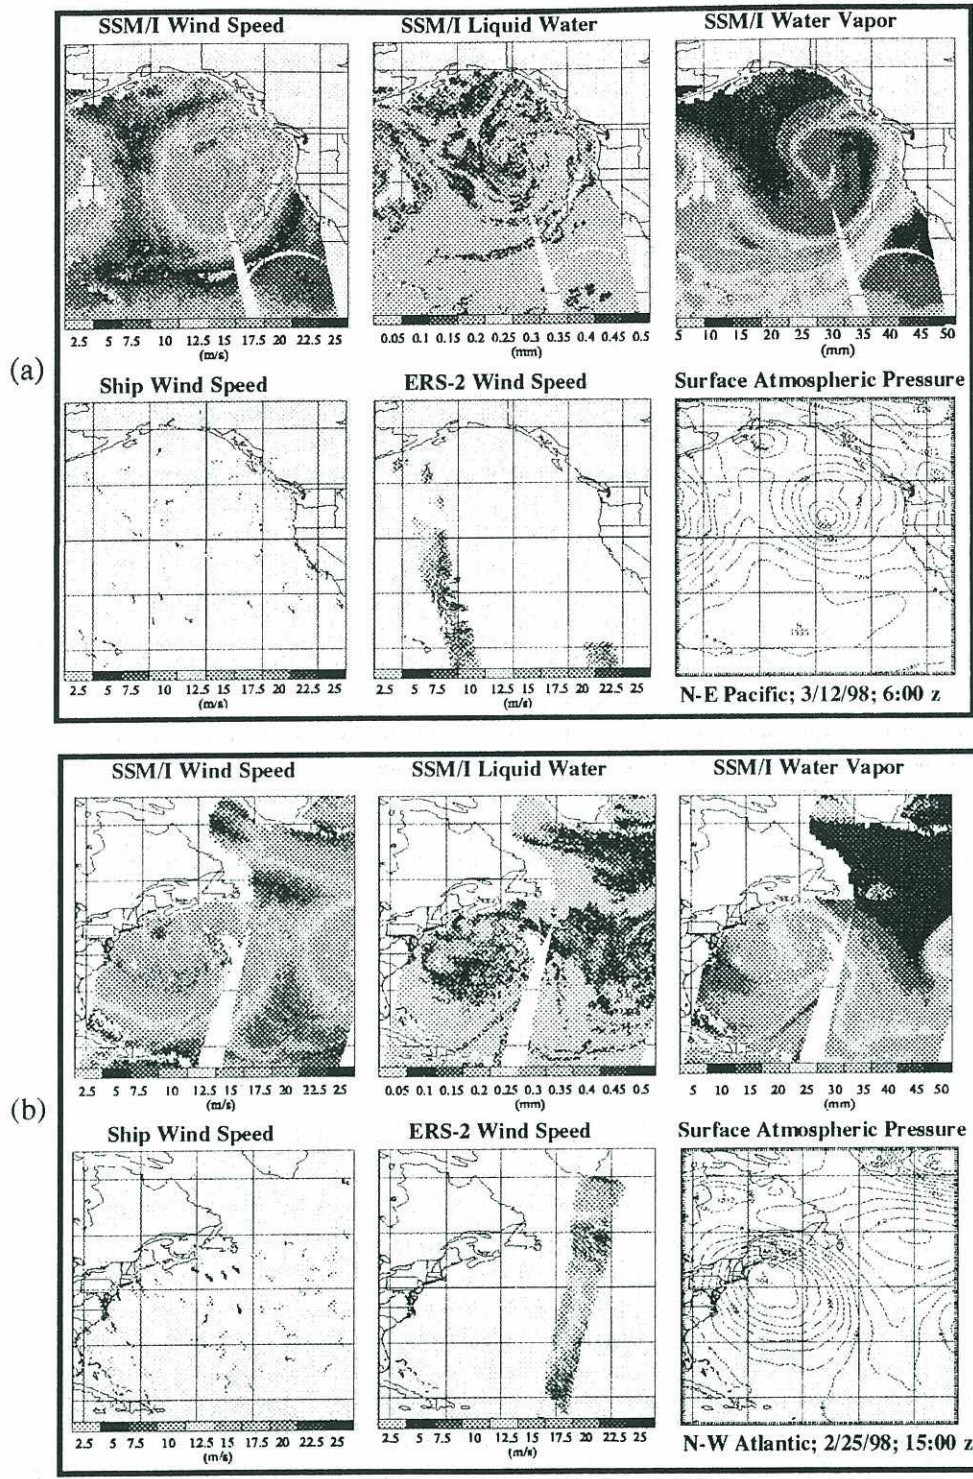 SSM/I Wind Speed SSM/I Liquid Water SSM/I Water Vapor
2.5 5 7.5 10 12.5 15 17.5 20 22.5 25 0.05 0.1 0.15 0.2 0.25 0.3 0.35 0.4 0.45 0.5 5 10 15 20 25 30 35 40 45 50
(m/s) (mm) (mm)
(a)
Ship Wind Speed ERS-2 Wind Speed Surface Atmospheric Pressure
2.5 5 7.5 10 12.5 15 17.5 20 22.5 25 2.5 5 7.5 10 12.5 15 17.5 20 22.5 25
(m/s) (m/s)
N-E Pacific; 3/12/98; 6:00 z
SSM/I Wind Speed SSM/I Liquid Water SSM/I Water Vapor
2.5 5 7.5 10 12.5 15 17.5 20 22.5 25 0.05 0.1 0.15 0.2 0.25 0.3 0.35 0.4 0.45 0.5 5 10 15 20 25 30 35 40 45 50
(m/s) (mm) (mm)
(b)
Ship Wind Speed ERS-2 Wind Speed Surface Atmospheric Pressure
2.5 5 7.5 10 12.5 15 17.5 20 22.5 25 2.5 5 7.5 10 12.5 15 17.5 20 22.5 25
(m/s) (m/s)
N-W Atlantic; 2/25/98; 15:00 z